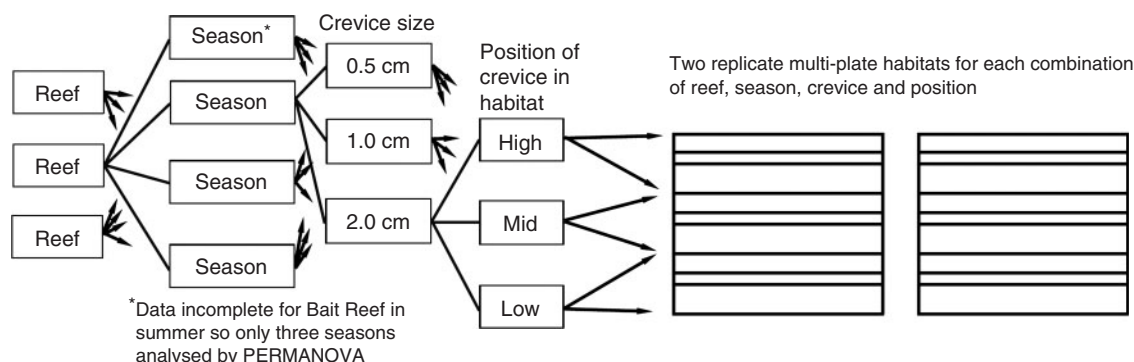 Reef
Reef
Reef
Season*
Season
Season
Season
*Data incomplete for Bait Reef in
summer so only three seasons
analysed by PERMANOVA
Crevice size
0.5 cm
1.0 cm
2.0 cm
Position of
crevice in
habitat
High
Mid
Low
Two replicate multi-plate habitats for each combination
of reef, season, crevice and position